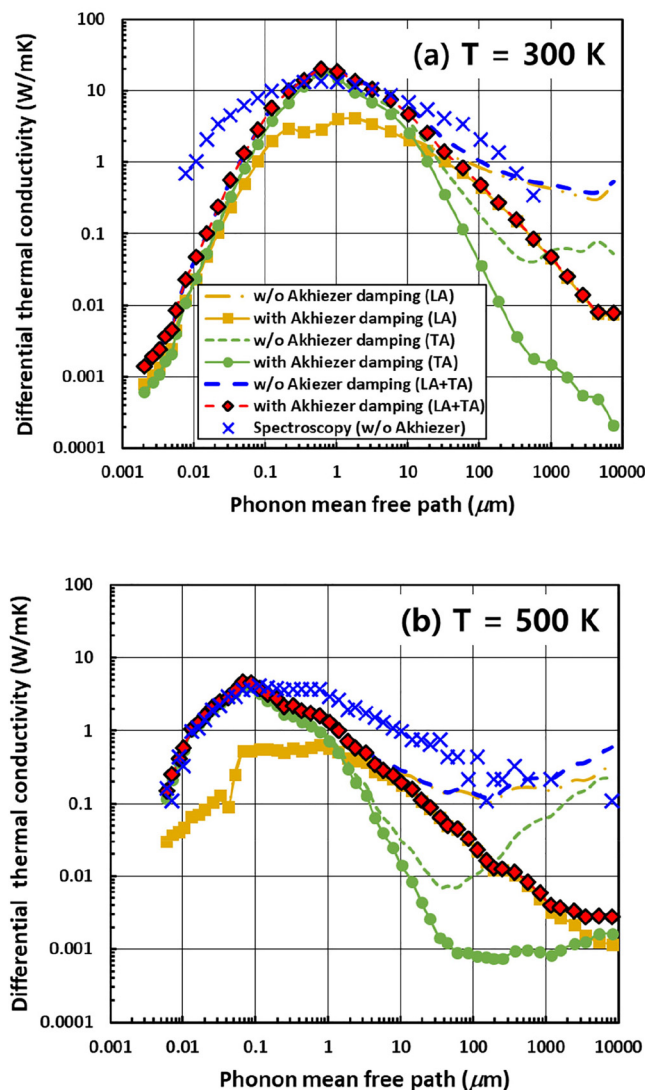 (a) T = 300 K
Differential thermal conductivity (W/mK)
100
10
1
0.1
0.01
0.001
0.0001
w/o Akhiezer damping (LA)
with Akhiezer damping (LA)
w/o Akhiezer damping (TA)
with Akhiezer damping (TA)
w/o Akiezer damping (LA+TA)
with Akhiezer damping (LA+TA)
Spectroscopy (w/o Akhiezer)
0.001 0.01 0.1 1 10 100 1000 10000
Phonon mean free path (μm)
(b) T = 500 K
Differential thermal conductivity (W/mK)
100
10
1
0.1
0.01
0.001
0.0001
0.001 0.01 0.1 1 10 100 1000 10000
Phonon mean free path (μm)